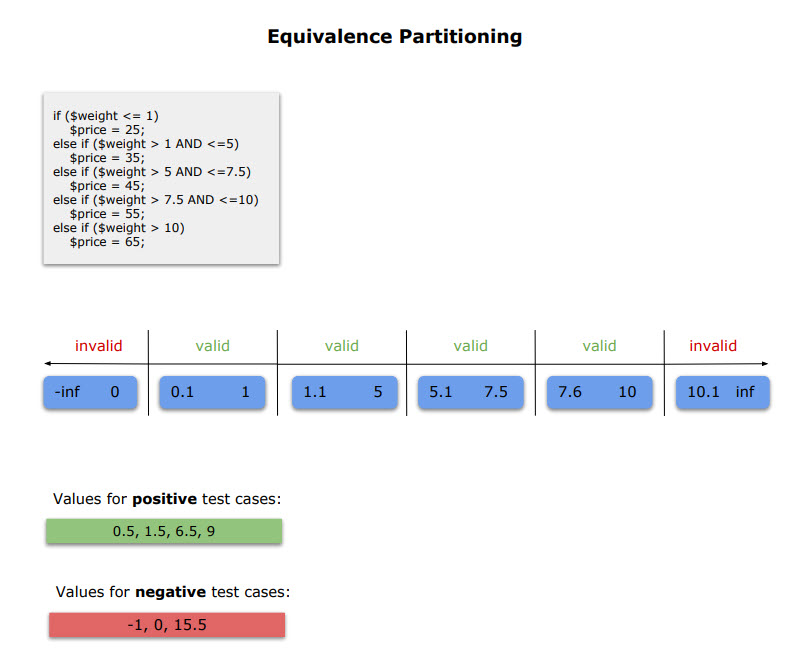 Equivalence Partitioning
if ($weight <= 1)
$price = 25;
else if ($weight > 1 AND <=5)
$price = 35;
else if ($weight > 5 AND <=7.5)
$price = 45;
else if ($weight > 7.5 AND <=10)
$price = 55;
else if ($weight > 10)
$price = 65;
invalid valid valid valid valid invalid
-inf 0 0.1 1 1.1 5 5.1 7.5 7.6 10 10.1 inf
Values for positive test cases:
0.5, 1.5, 6.5, 9
Values for negative test cases:
-1, 0, 15.5